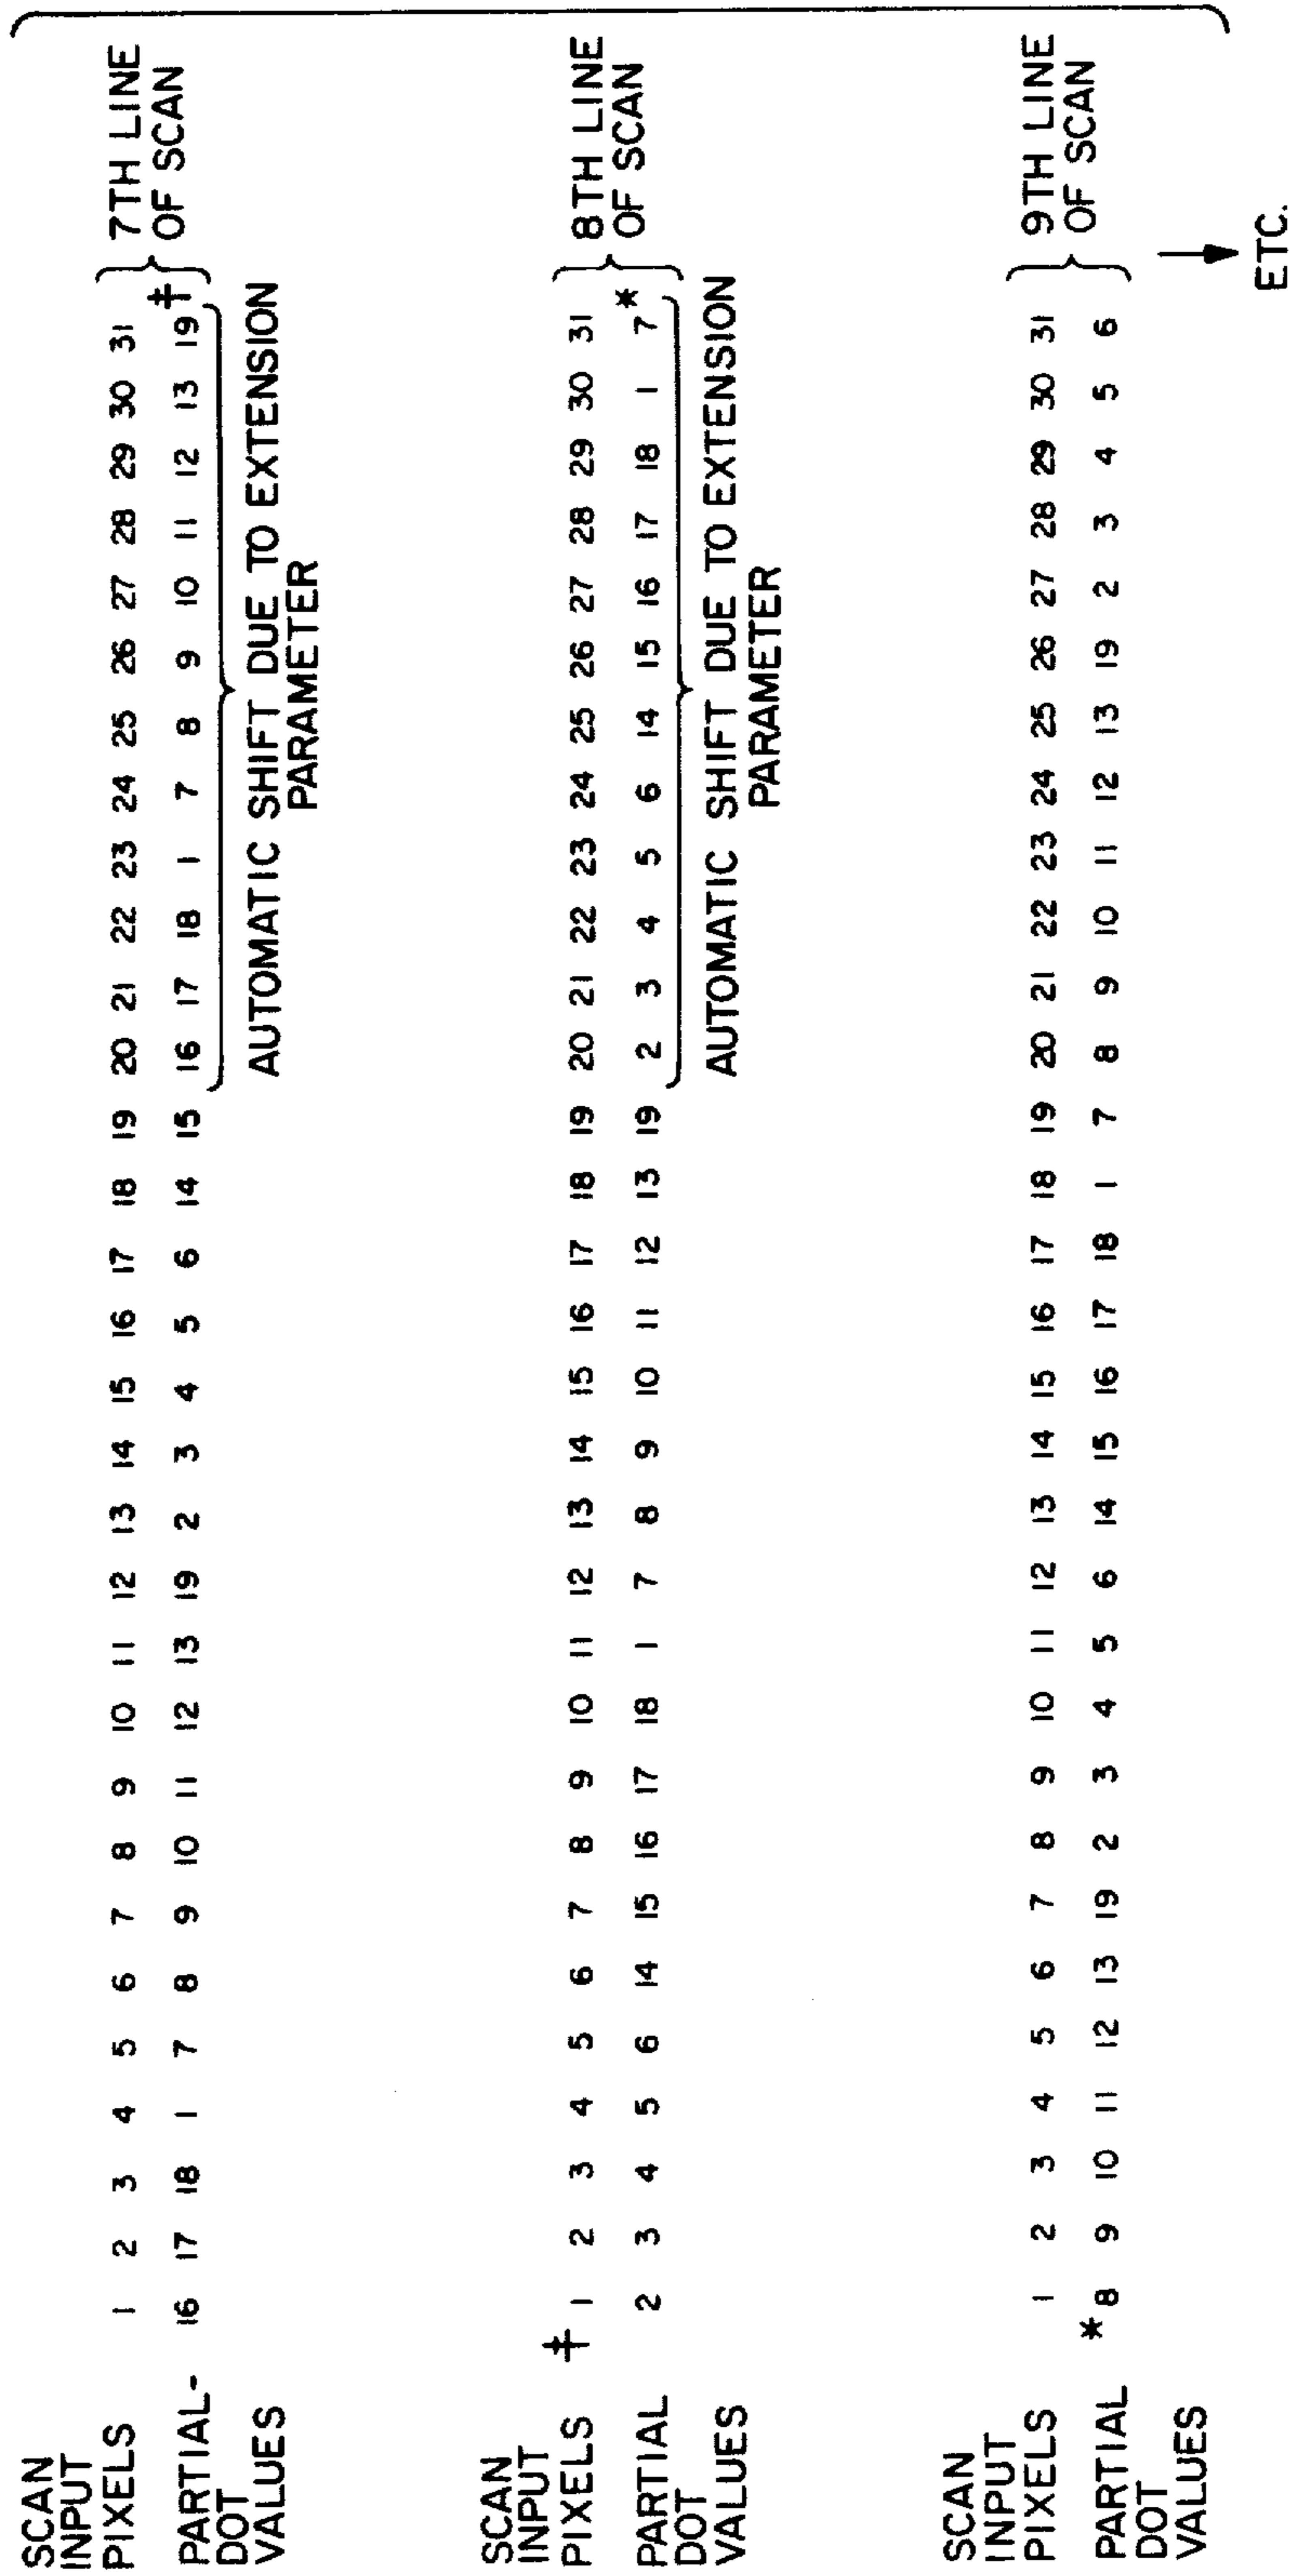 SCAN
INPUT
PIXELS 1 2 3 4 5 6 7 8 9 10 11 12 13 14 15 16 17 18 19 20 21 22 23 24 25 26 27 28 29 30 31
PARTIAL- 16 17 18 1 7 8 9 10 11 12 13 19 2 3 4 5 6 14 15 16 17 18 1 7 8 9 10 11 12 13 19 ‡
DOT
VALUES
7TH LINE
OF SCAN
AUTOMATIC SHIFT DUE TO EXTENSION
PARAMETER
SCAN
INPUT
PIXELS ‡ 1 2 3 4 5 6 7 8 9 10 11 12 13 14 15 16 17 18 19 20 21 22 23 24 25 26 27 28 29 30 31
PARTIAL 2 3 4 5 6 14 15 16 17 18 1 7 8 9 10 11 12 13 19 2 3 4 5 6 14 15 16 17 18 1 7 *
DOT
VALUES
8TH LINE
OF SCAN
AUTOMATIC SHIFT DUE TO EXTENSION
PARAMETER
SCAN
INPUT
PIXELS 1 2 3 4 5 6 7 8 9 10 11 12 13 14 15 16 17 18 19 20 21 22 23 24 25 26 27 28 29 30 31
PARTIAL * 8 9 10 11 12 13 19 2 3 4 5 6 14 15 16 17 18 1 7 8 9 10 11 12 13 19 2 3 4 5 6
DOT
VALUES
9TH LINE
OF SCAN
ETC.